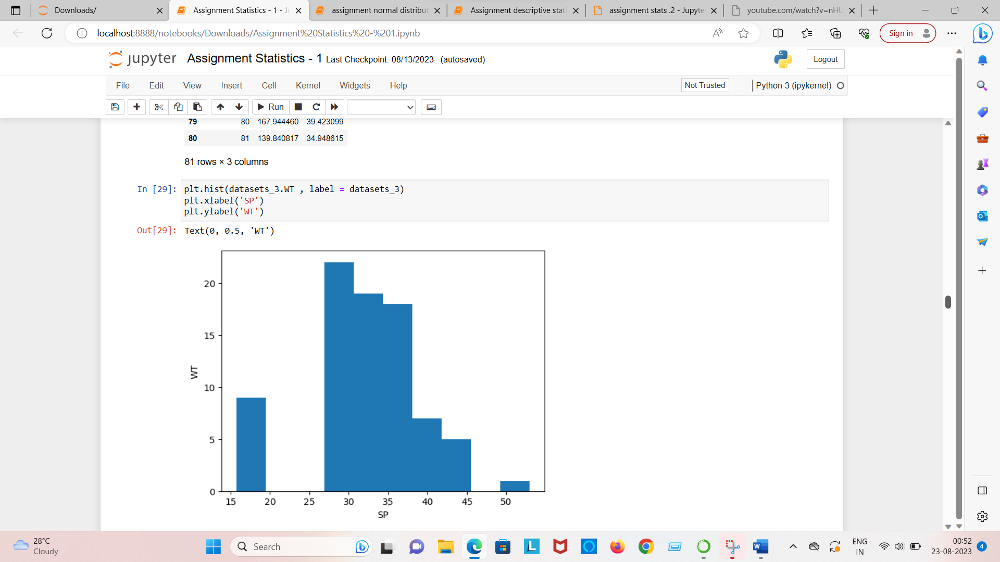 Downloads/
Assignment Statistics - 1 - Ju
assignment normal distribut
Assignment descriptive stati
assignment stats .2 - Jupyte
youtube.com/watch?v=nHU
localhost:8888/notebooks/Downloads/Assignment%20Statistics%20-%201.ipynb
Sign in
jupyter
Assignment Statistics - 1 Last Checkpoint: 08/13/2023 (autosaved)
Logout
File Edit View Insert Cell Kernel Widgets Help
Not Trusted
Python 3 (ipykernel)
Run
-
79 80 167.944460 39.423099
80 81 139.840817 34.948615
81 rows × 3 columns
In [29]: plt.hist(datasets_3.WT , label = datasets_3)
plt.xlabel('SP')
plt.ylabel('WT')
Out[29]: Text(0, 0.5, 'WT')
20
15
WT
10
5
0
15 20 25 30 35 40 45 50
SP
28°C
Cloudy
Search
ENG
IN
00:52
23-08-2023
4